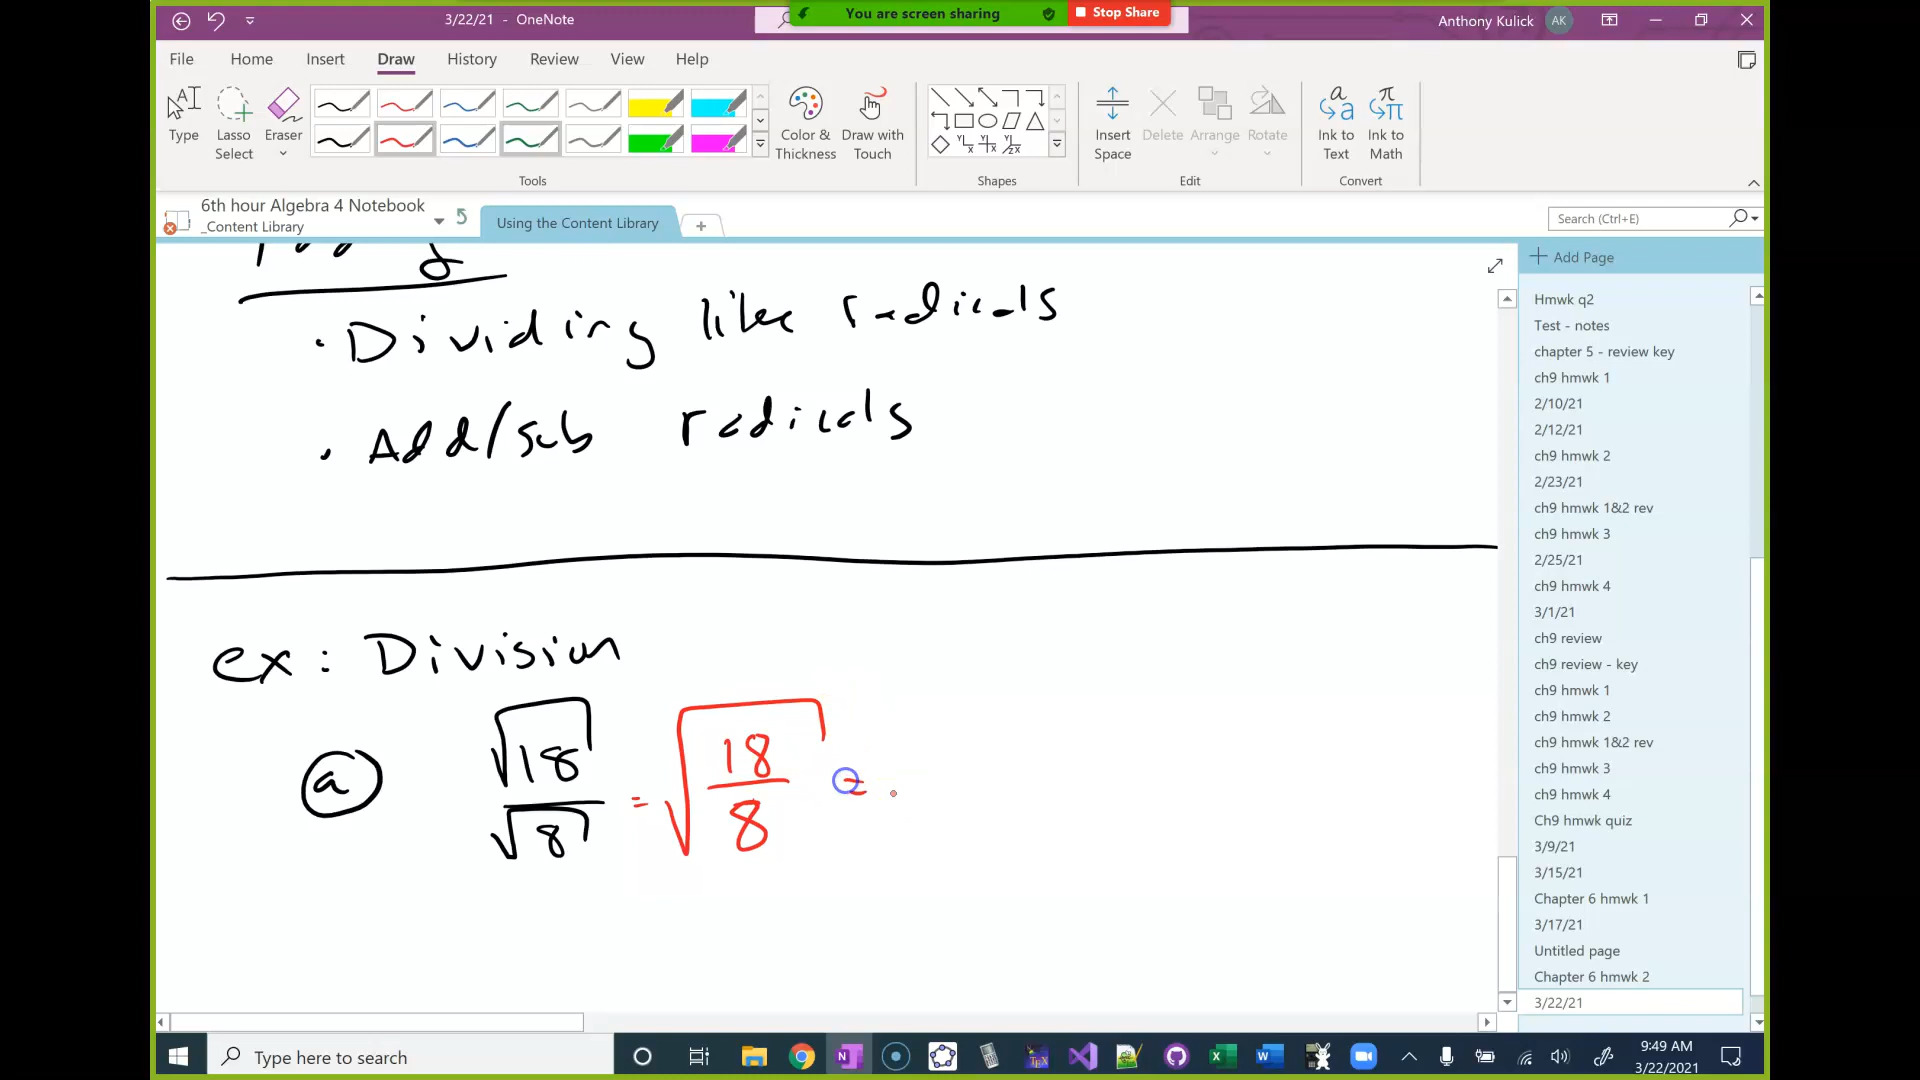 3/22/21 - OneNote
You are screen sharing
Stop Share
Anthony Kulick
AK
File Home Insert Draw History Review View Help
Type
Lasso Select
Eraser
Color & Thickness
Draw with Touch
Insert Space
Delete
Arrange
Rotate
Ink to Text
Ink to Math
Tools
Shapes
Edit
Convert
6th hour Algebra 4 Notebook
_Content Library
Using the Content Library
Search (Ctrl+E)
Add Page
· Dividing like radicals
· Add/sub radicals
ex: Division
(a) √18/√8 = √(18/8) =
Hmwk q2
Test - notes
chapter 5 - review key
ch9 hmwk 1
2/10/21
2/12/21
ch9 hmwk 2
2/23/21
ch9 hmwk 1&2 rev
ch9 hmwk 3
2/25/21
ch9 hmwk 4
3/1/21
ch9 review
ch9 review - key
ch9 hmwk 1
ch9 hmwk 2
ch9 hmwk 1&2 rev
ch9 hmwk 3
ch9 hmwk 4
Ch9 hmwk quiz
3/9/21
3/15/21
Chapter 6 hmwk 1
3/17/21
Untitled page
Chapter 6 hmwk 2
3/22/21
Type here to search
9:49 AM
3/22/2021